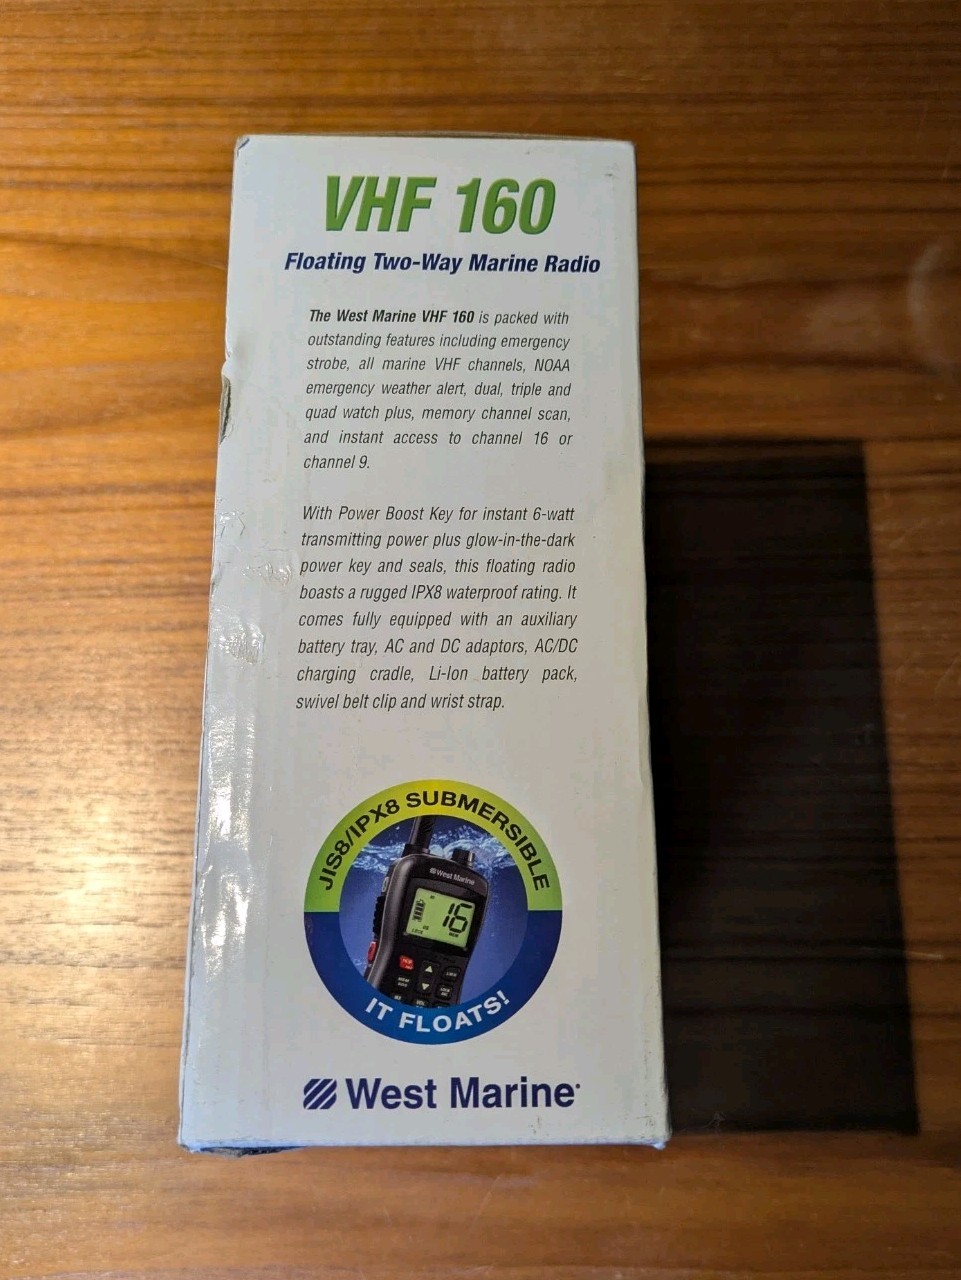 VHF 160
Floating Two-Way Marine Radio
The West Marine VHF 160 is packed with
outstanding features including emergency
strobe, all marine VHF channels, NOAA
emergency weather alert, dual, triple and
quad watch plus, memory channel scan,
and instant access to channel 16 or
channel 9.
With Power Boost Key for instant 6-watt
transmitting power plus glow-in-the-dark
power key and seals, this floating radio
boasts a rugged IPX8 waterproof rating. It
comes fully equipped with an auxiliary
battery tray, AC and DC adaptors, AC/DC
charging cradle, Li-Ion battery pack,
swivel belt clip and wrist strap.
JIS8/IPX8 SUBMERSIBLE
West Marine
16
IT FLOATS!
West Marine